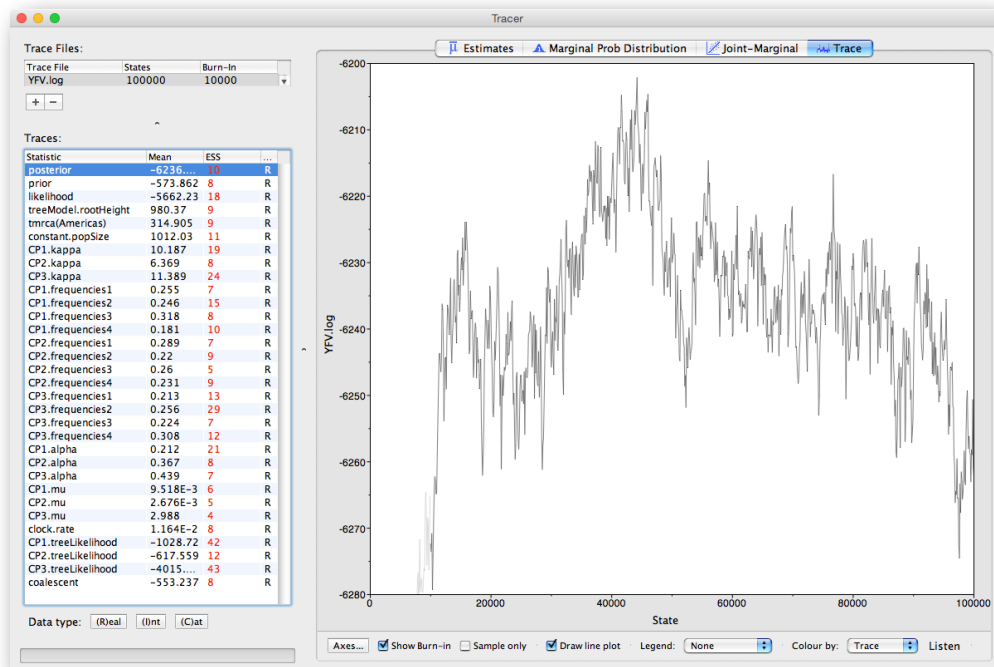 Tracer
Trace Files:
Trace File States Burn-In
YFV.log 100000 10000
+ −
Traces:
Statistic Mean ESS ...
posterior -6236.... 10 R
prior -573.862 8 R
likelihood -5662.23 18 R
treeModel.rootHeight 980.37 9 R
tmrca(Americas) 314.905 9 R
constant.popSize 1012.03 11 R
CP1.kappa 10.187 19 R
CP2.kappa 6.369 8 R
CP3.kappa 11.389 24 R
CP1.frequencies1 0.255 7 R
CP1.frequencies2 0.246 15 R
CP1.frequencies3 0.318 8 R
CP1.frequencies4 0.181 10 R
CP2.frequencies1 0.289 7 R
CP2.frequencies2 0.22 9 R
CP2.frequencies3 0.26 5 R
CP2.frequencies4 0.231 9 R
CP3.frequencies1 0.213 13 R
CP3.frequencies2 0.256 29 R
CP3.frequencies3 0.224 7 R
CP3.frequencies4 0.308 12 R
CP1.alpha 0.212 21 R
CP2.alpha 0.367 8 R
CP3.alpha 0.439 7 R
CP1.mu 9.518E-3 6 R
CP2.mu 2.676E-3 5 R
CP3.mu 2.988 4 R
clock.rate 1.164E-2 8 R
CP1.treeLikelihood -1028.72 42 R
CP2.treeLikelihood -617.559 12 R
CP3.treeLikelihood -4015.... 43 R
coalescent -553.237 8 R
Data type: (R)eal (I)nt (C)at
Estimates Marginal Prob Distribution Joint-Marginal Trace
-6200
-6210
-6220
-6230
-6240
-6250
-6260
-6270
-6280
YFV.log
0 20000 40000 60000 80000 100000
State
Axes... Show Burn-in Sample only Draw line plot Legend: None Colour by: Trace Listen